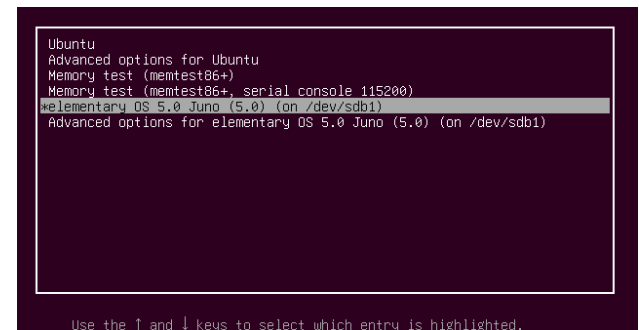 Ubuntu
Advanced options for Ubuntu
Memory test (memtest86+)
Memory test (memtest86+, serial console 115200)
*elementary OS 5.0 Juno (5.0) (on /dev/sdb1)
Advanced options for elementary OS 5.0 Juno (5.0) (on /dev/sdb1)
Use the ↑ and ↓ keys to select which entry is highlighted.